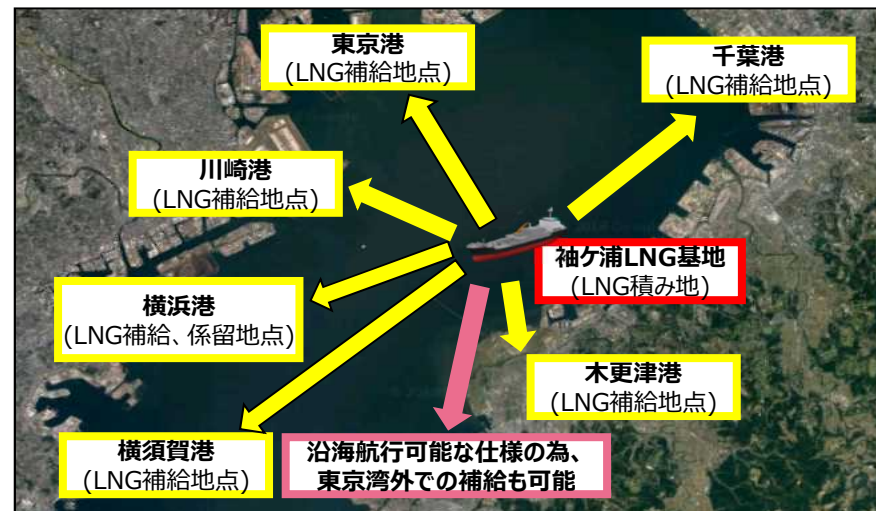 東京港
(LNG補給地点)
千葉港
(LNG補給地点)
川崎港
(LNG補給地点)
袖ケ浦LNG基地
(LNG積み地)
横浜港
(LNG補給、係留地点)
木更津港
(LNG補給地点)
横須賀港
(LNG補給地点)
沿海航行可能な仕様の為、
東京湾外での補給も可能